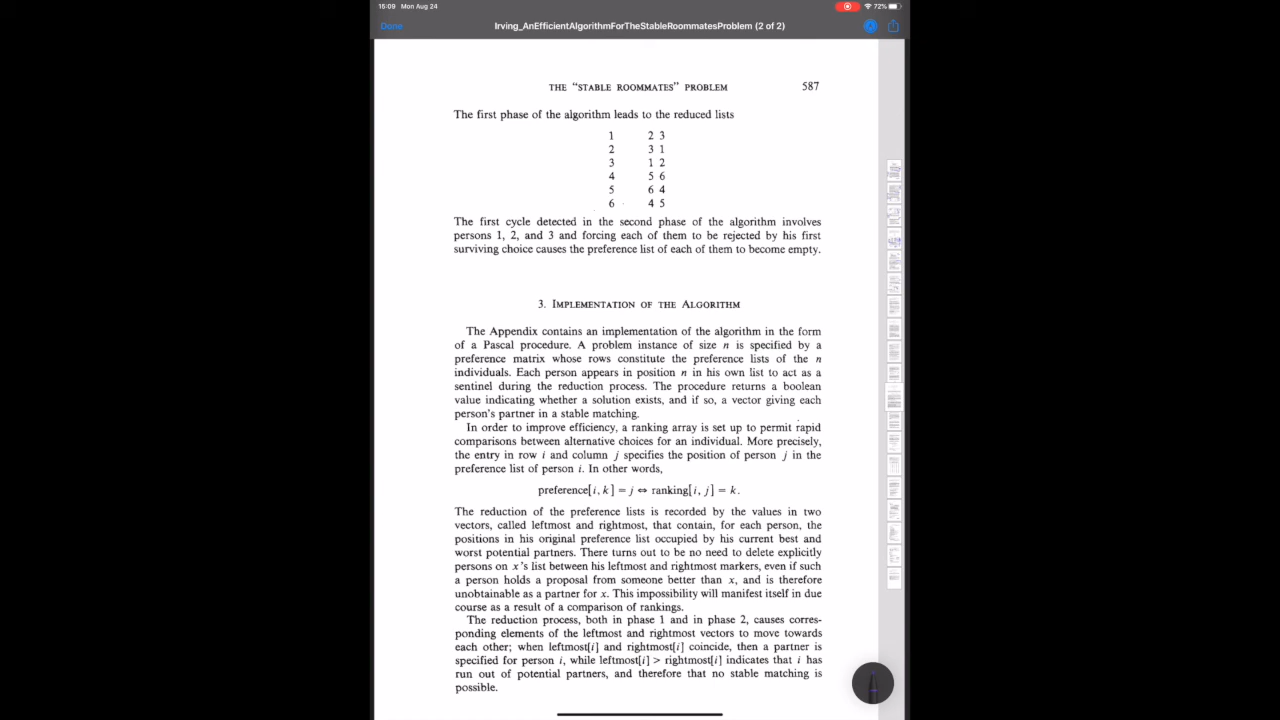 15:09 Mon Aug 24
72%
Done
Irving_AnEfficientAlgorithmForTheStableRoommatesProblem (2 of 2)
THE "STABLE ROOMMATES" PROBLEM 587
The first phase of the algorithm leads to the reduced lists
1 2 3
2 3 1
3 1 2
4 5 6
5 6 4
6 4 5
The first cycle detected in the second phase of the algorithm involves
persons 1, 2, and 3 and forcing each of them to be rejected by his first
surviving choice causes the preference list of each of them to become empty.
3. IMPLEMENTATION OF THE ALGORITHM
The Appendix contains an implementation of the algorithm in the form
of a Pascal procedure. A problem instance of size n is specified by a
preference matrix whose rows constitute the preference lists of the n
individuals. Each person appears in position n in his own list to act as a
sentinel during the reduction process. The procedure returns a boolean
value indicating whether a solution exists, and if so, a vector giving each
person's partner in a stable matching.
In order to improve efficiency, a ranking array is set up to permit rapid
comparisons between alternative choices for an individual. More precisely,
the entry in row i and column j specifies the position of person j in the
preference list of person i. In other words,
preference[i, k] = j ⇔ ranking[i, j] = k.
The reduction of the preference lists is recorded by the values in two
vectors, called leftmost and rightmost, that contain, for each person, the
positions in his original preference list occupied by his current best and
worst potential partners. There turns out to be no need to delete explicitly
persons on x's list between his leftmost and rightmost markers, even if such
a person holds a proposal from someone better than x, and is therefore
unobtainable as a partner for x. This impossibility will manifest itself in due
course as a result of a comparison of rankings.
The reduction process, both in phase 1 and in phase 2, causes corres-
ponding elements of the leftmost and rightmost vectors to move towards
each other; when leftmost[i] and rightmost[i] coincide, then a partner is
specified for person i, while leftmost[i] > rightmost[i] indicates that i has
run out of potential partners, and therefore that no stable matching is
possible.